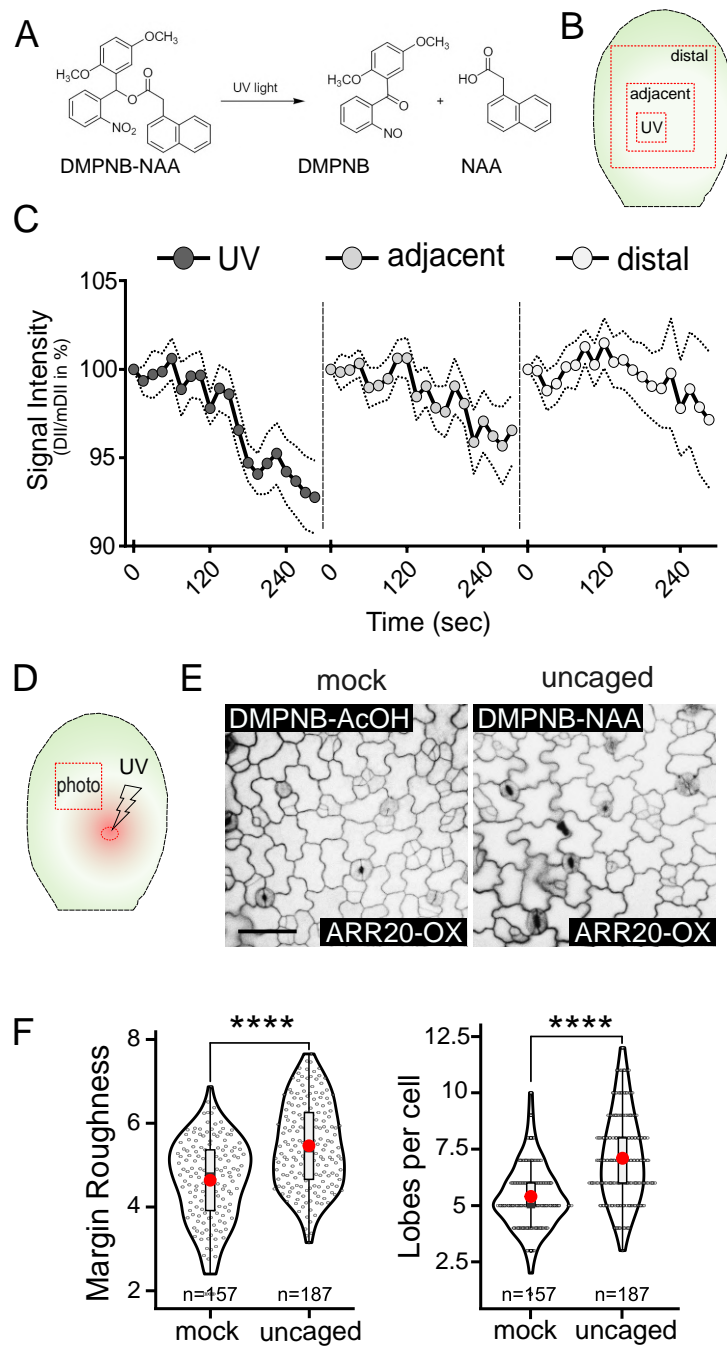 A
OCH3
H3CO
O
O
NO2
DMPNB-NAA
UV light
OCH3
H3CO
O
NO
DMPNB
+
O
HO
NAA
B
distal
adjacent
UV
C
UV adjacent distal
Signal Intensity
(DII/mDII in %)
105
100
95
90
0 120 240 0 120 240 0 120 240
Time (sec)
D
photo
UV
E
mock uncaged
DMPNB-AcOH DMPNB-NAA
ARR20-OX ARR20-OX
F
Margin Roughness
8
6
4
2
****
n=157 n=187
mock uncaged
Lobes per cell
12.5
10
7.5
5
2.5
****
n=157 n=187
mock uncaged